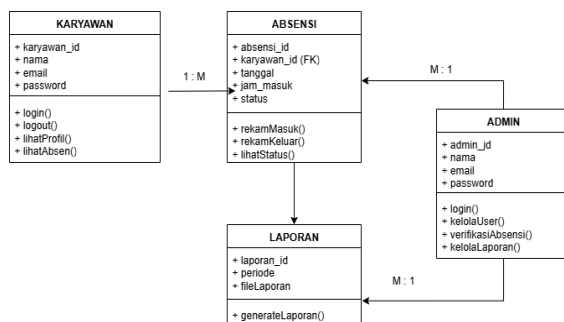 KARYAWAN
+ karyawan_id
+ nama
+ email
+ password
+ login()
+ logout()
+ lihatProfil()
+ lihatAbsen()
1 : M
ABSENSI
+ absensi_id
+ karyawan_id (FK)
+ tanggal
+ jam_masuk
+ status
+ rekamMasuk()
+ rekamKeluar()
+ lihatStatus()
M : 1
ADMIN
+ admin_id
+ nama
+ email
+ password
+ login()
+ kelolaUser()
+ verifikasiAbsensi()
+ kelolaLaporan()
LAPORAN
+ laporan_id
+ periode
+ fileLaporan
+ generateLaporan()
M : 1